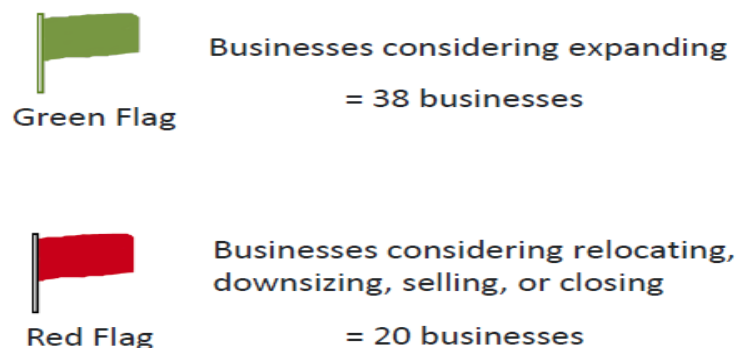 Businesses considering expanding
= 38 businesses
Green Flag
Businesses considering relocating,
downsizing, selling, or closing
= 20 businesses
Red Flag